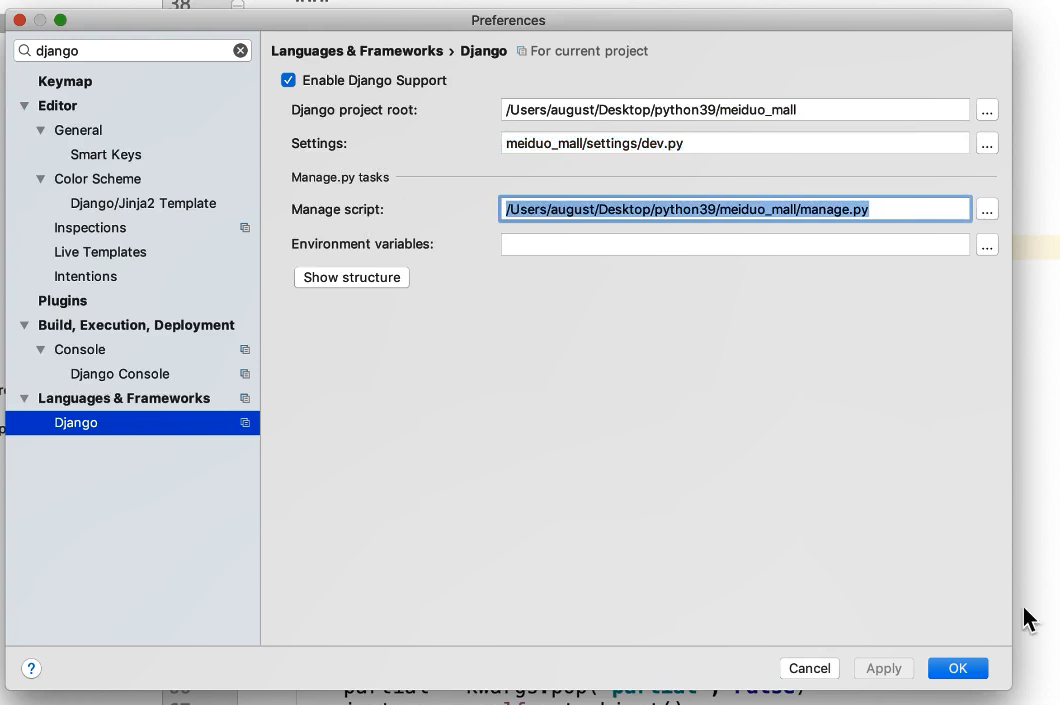 38
Preferences
django
Languages & Frameworks › Django For current project
Keymap
Enable Django Support
Editor
Django project root: /Users/august/Desktop/python39/meiduo_mall ...
General
Settings: meiduo_mall/settings/dev.py ...
Smart Keys
Manage.py tasks
Color Scheme
Django/Jinja2 Template
Manage script: /Users/august/Desktop/python39/meiduo_mall/manage.py ...
Inspections
Environment variables: ...
Live Templates
Intentions
Show structure
Plugins
Build, Execution, Deployment
Console
Django Console
Languages & Frameworks
Django
?
Cancel
Apply
OK